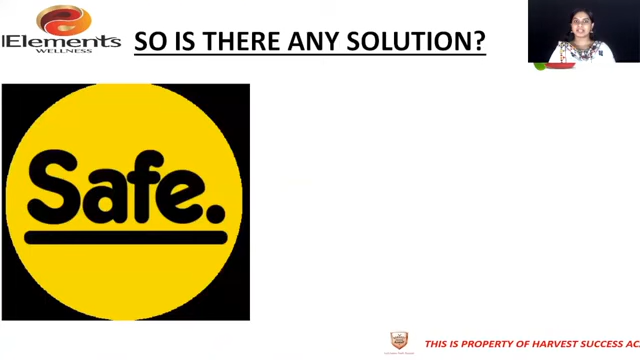 Elements
WELLNESS
SO IS THERE ANY SOLUTION?
Safe.
THIS IS PROPERTY OF HARVEST SUCCESS AC